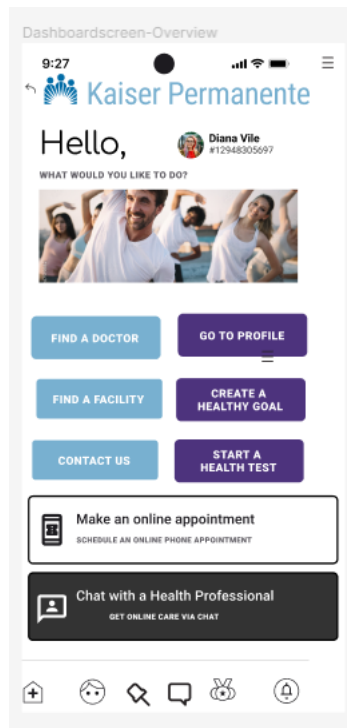 Dashboardscreen-Overview
9:27
Kaiser Permanente
Hello,
Diana Vile
#12948305697
WHAT WOULD YOU LIKE TO DO?
FIND A DOCTOR
GO TO PROFILE
FIND A FACILITY
CREATE A
HEALTHY GOAL
CONTACT US
START A
HEALTH TEST
Make an online appointment
SCHEDULE AN ONLINE PHONE APPOINTMENT
Chat with a Health Professional
GET ONLINE CARE VIA CHAT